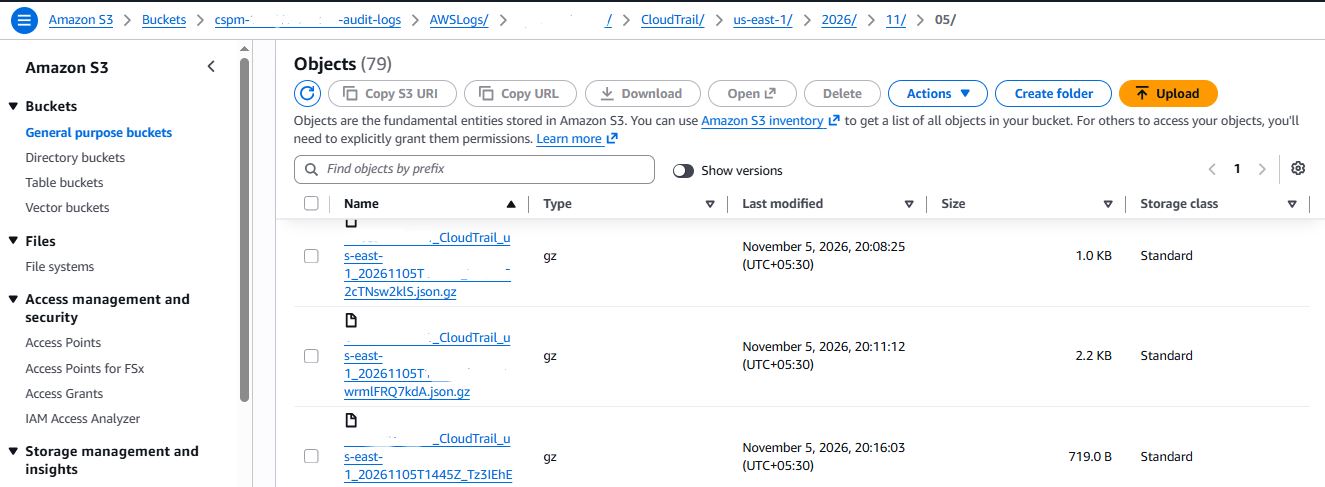 Amazon S3 > Buckets > cspm- -audit-logs > AWSLogs/ > / > CloudTrail/ > us-east-1/ > 2026/ > 11/ > 05/
Amazon S3
Buckets
General purpose buckets
Directory buckets
Table buckets
Vector buckets
Files
File systems
Access management and
security
Access Points
Access Points for FSx
Access Grants
IAM Access Analyzer
Storage management and
insights
Objects (79)
Copy S3 URI Copy URL Download Open Delete Actions Create folder Upload
Objects are the fundamental entities stored in Amazon S3. You can use Amazon S3 inventory to get a list of all objects in your bucket. For others to access your objects, you'll
need to explicitly grant them permissions. Learn more
Find objects by prefix Show versions 1
Name Type Last modified Size Storage class
_CloudTrail_u
s-east-
1_20261105T
2cTNsw2klS.json.gz
gz
November 5, 2026, 20:08:25
(UTC+05:30)
1.0 KB
Standard
_CloudTrail_u
s-east-
1_20261105T
wrmlFRQ7kdA.json.gz
gz
November 5, 2026, 20:11:12
(UTC+05:30)
2.2 KB
Standard
_CloudTrail_u
s-east-
1_20261105T1445Z_Tz3IEhE
gz
November 5, 2026, 20:16:03
(UTC+05:30)
719.0 B
Standard